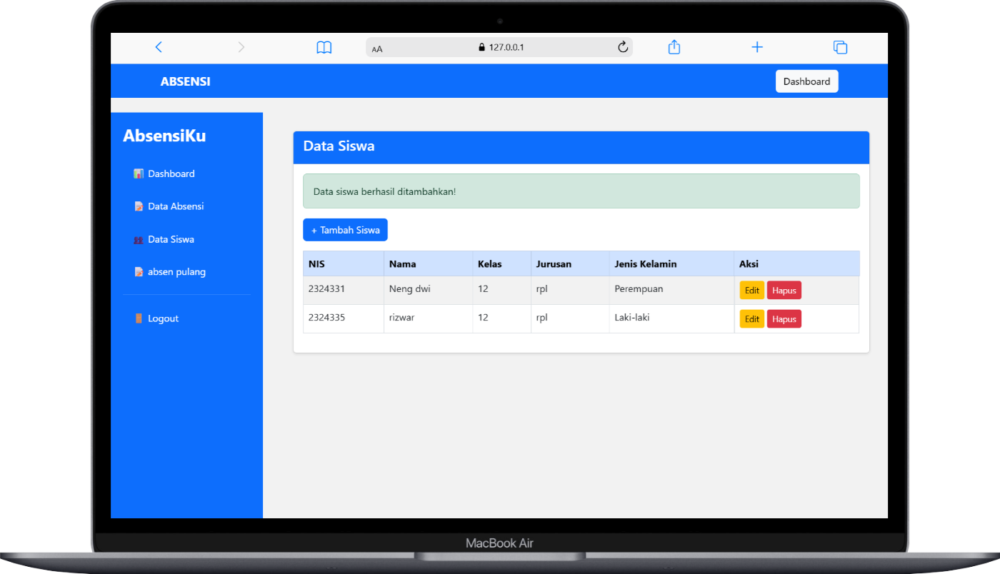 AA 127.0.0.1
ABSENSI Dashboard
AbsensiKu
Dashboard
Data Absensi
Data Siswa
absen pulang
Logout
Data Siswa
Data siswa berhasil ditambahkan!
+ Tambah Siswa
NIS Nama Kelas Jurusan Jenis Kelamin Aksi
2324331 Neng dwi 12 rpl Perempuan Edit Hapus
2324335 rizwar 12 rpl Laki-laki Edit Hapus
MacBook Air